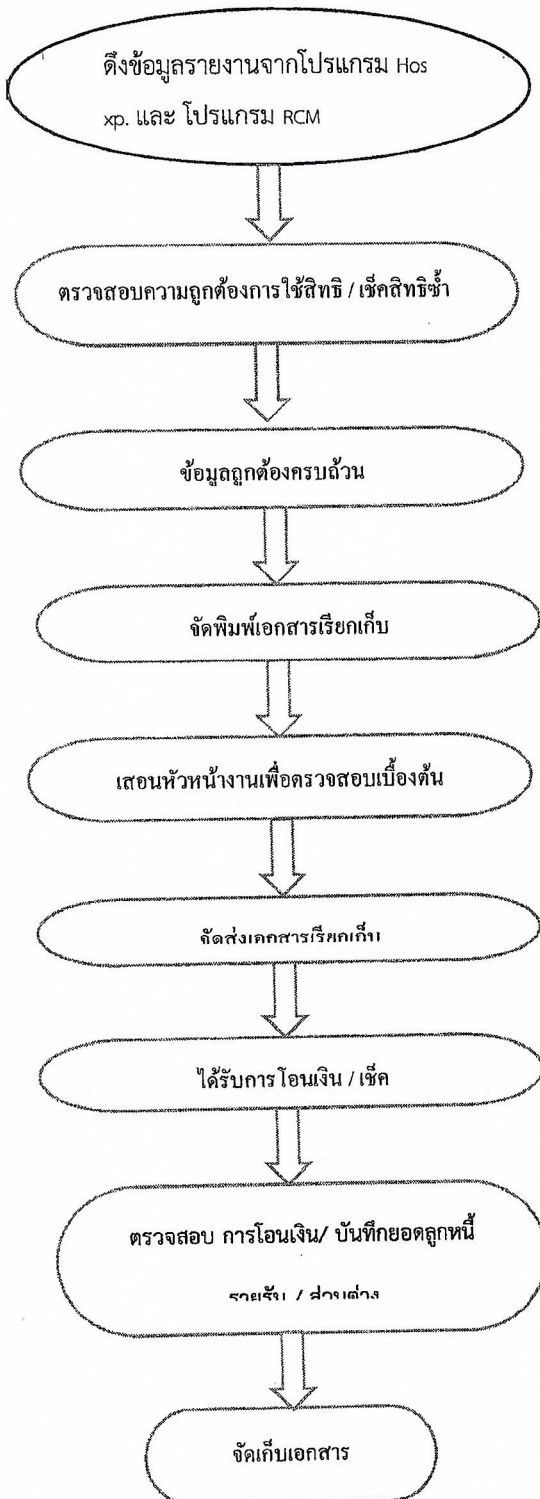 ดึงข้อมูลรายงานจากโปรแกรม Hos
xp. และ โปรแกรม RCM
ตรวจสอบความถูกต้องการใช้สิทธิ / เช็คสิทธิซ้ำ
ข้อมูลถูกต้องครบถ้วน
จัดพิมพ์เอกสารเรียกเก็บ
เสอนหัวหน้างานเพื่อตรวจสอบเบื้องต้น
จัดส่งเอกสารเรียกเก็บ
ได้รับการโอนเงิน / เช็ค
ตรวจสอบ การโอนเงิน/ บันทึกยอดลูกหนี้
รายรับ / ส่วนต่าง
จัดเก็บเอกสาร